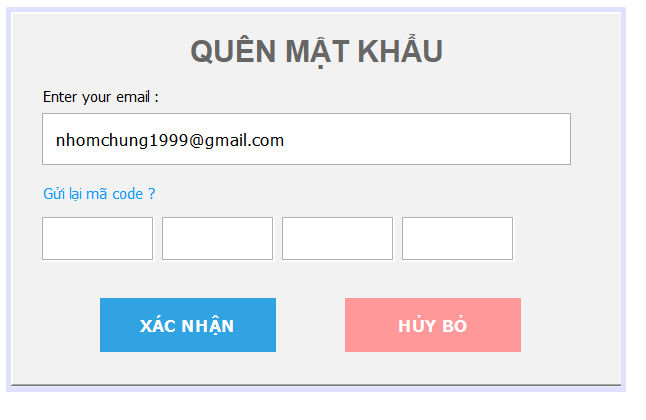 QUÊN MẬT KHẨU
Enter your email :
nhomchung1999@gmail.com
Gửi lại mã code ?
XÁC NHẬN HỦY BỎ